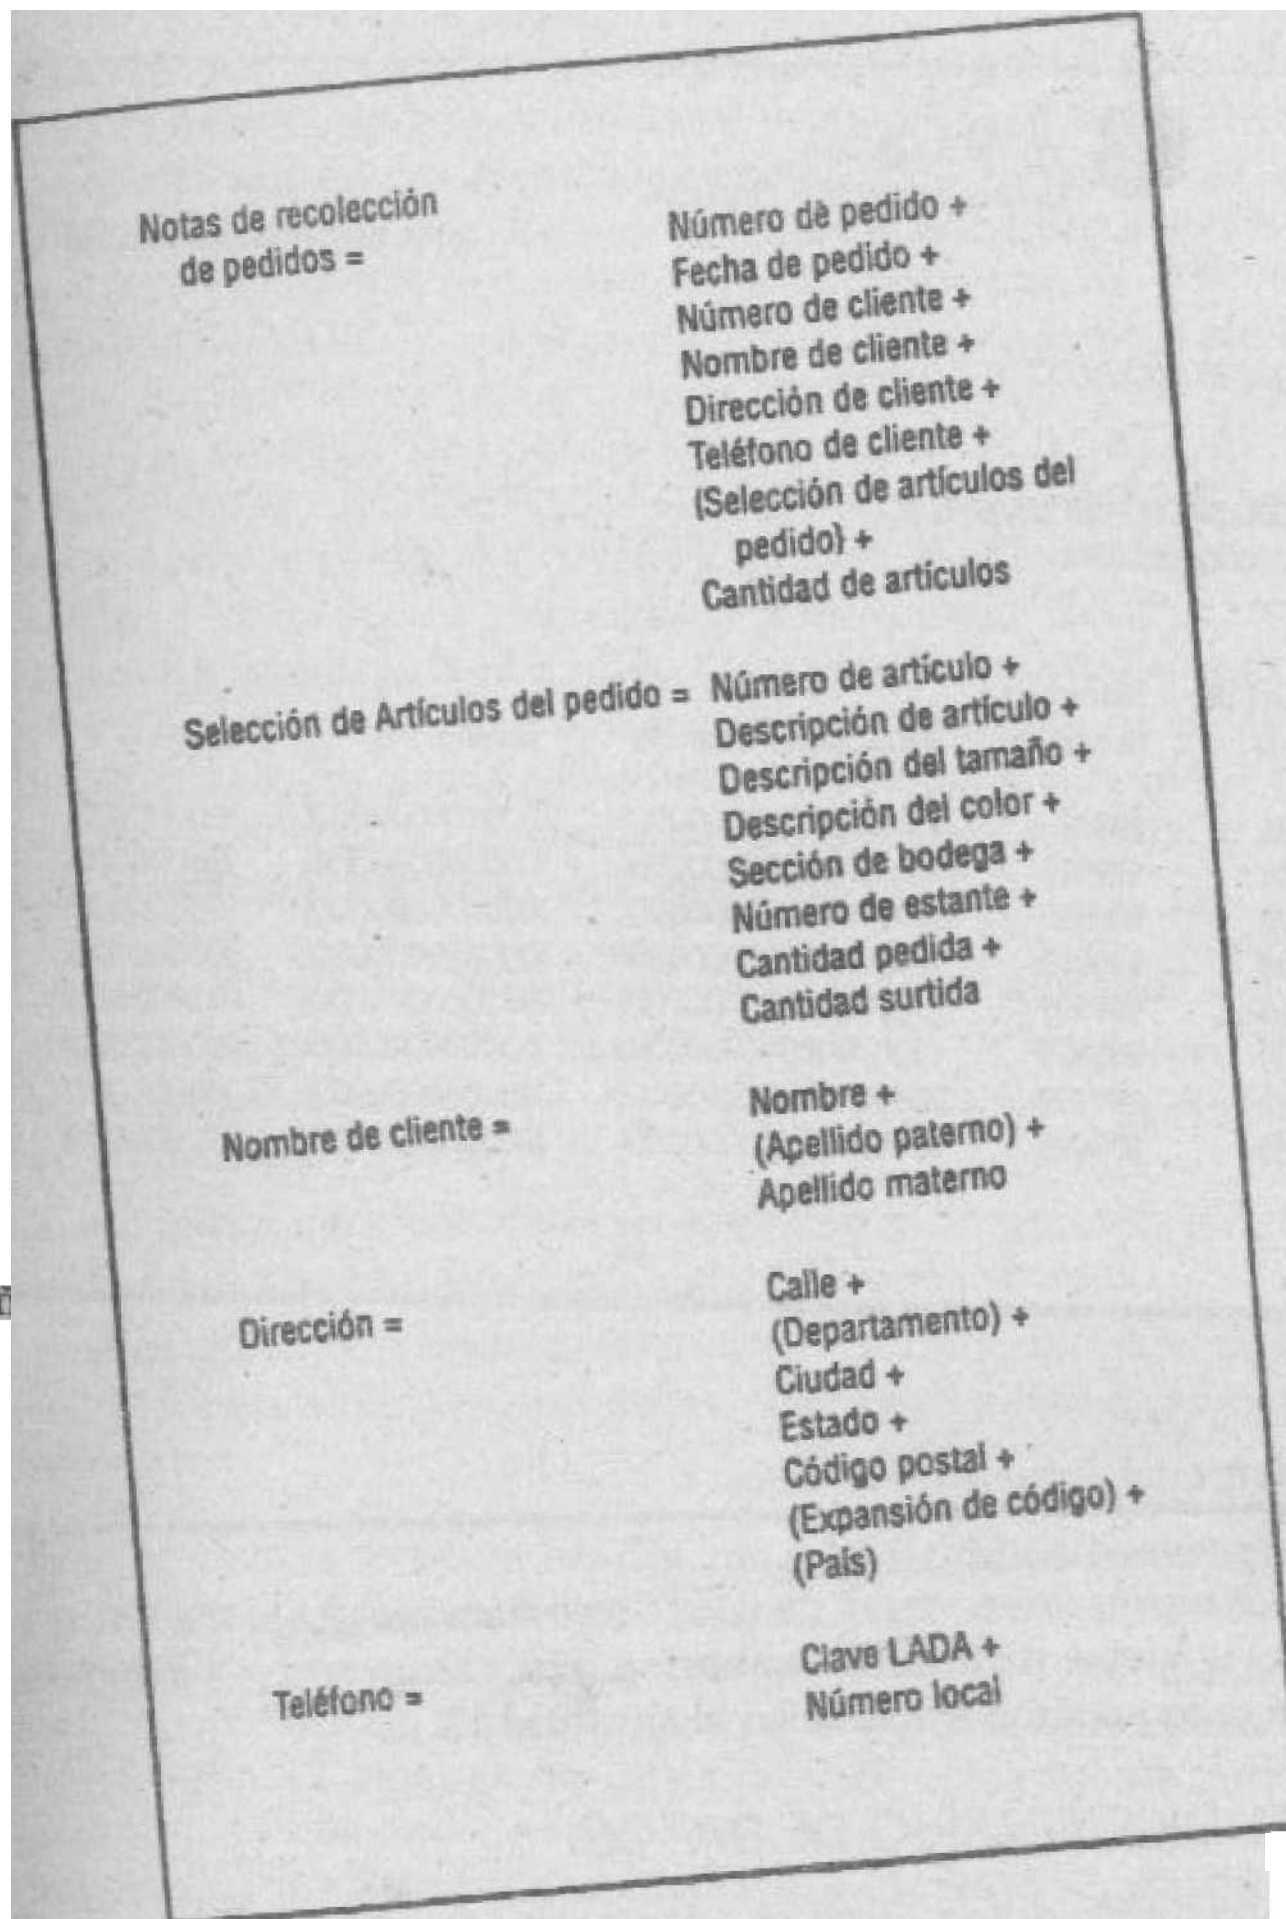 Notas de recolección
de pedidos =
Número de pedido +
Fecha de pedido +
Número de cliente +
Nombre de cliente +
Dirección de cliente +
Teléfono de cliente +
{Selección de artículos del
pedido} +
Cantidad de artículos
Selección de Artículos del pedido = Número de artículo +
Descripción de artículo +
Descripción del tamaño +
Descripción del color +
Sección de bodega +
Número de estante +
Cantidad pedida +
Cantidad surtida
Nombre de cliente =
Nombre +
(Apellido paterno) +
Apellido materno
Dirección =
Calle +
(Departamento) +
Ciudad +
Estado +
Código postal +
(Expansión de código) +
(País)
Teléfono =
Clave LADA +
Número local